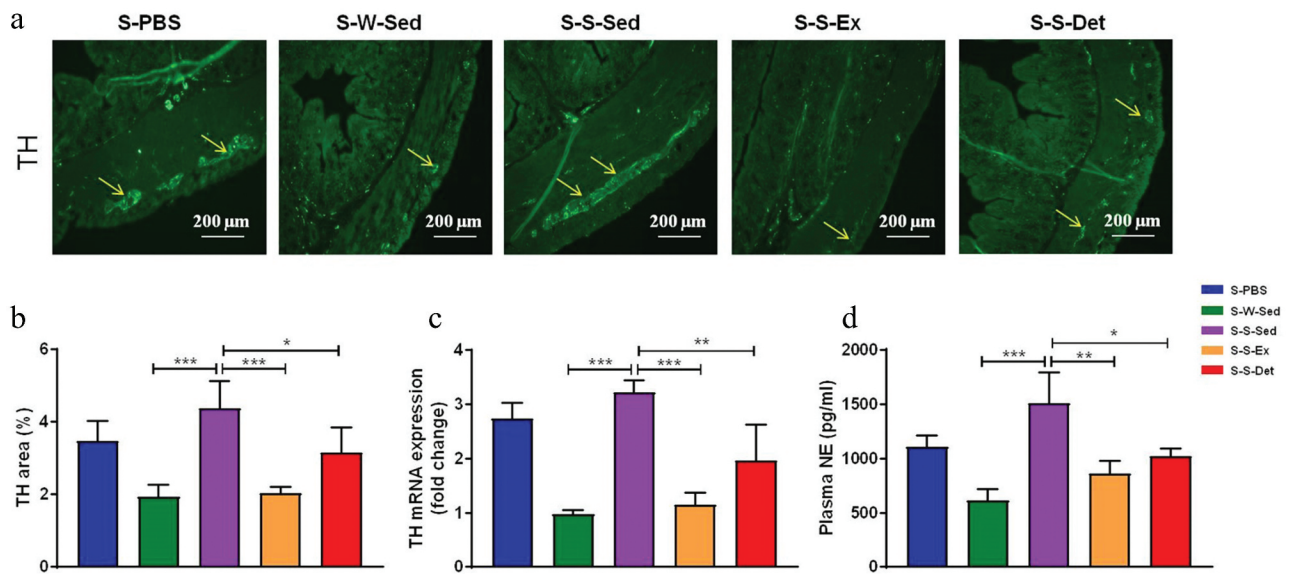 a
S-PBS
S-W-Sed
S-S-Sed
S-S-Ex
S-S-Det
TH
200 μm
200 μm
200 μm
200 μm
200 μm
b
TH area (%)
6
4
2
0
***
***
*
c
TH mRNA expression
(fold change)
4
3
2
1
0
***
***
**
d
Plasma NE (pg/ml)
2000
1500
1000
500
0
***
**
*
S-PBS
S-W-Sed
S-S-Sed
S-S-Ex
S-S-Det